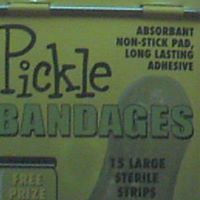 Pickle
ABSORBANT
NON-STICK PAD,
LONG LASTING
ADHESIVE
BANDAGES
15 LARGE
STERILE
STRIPS
FREE
PRIZE